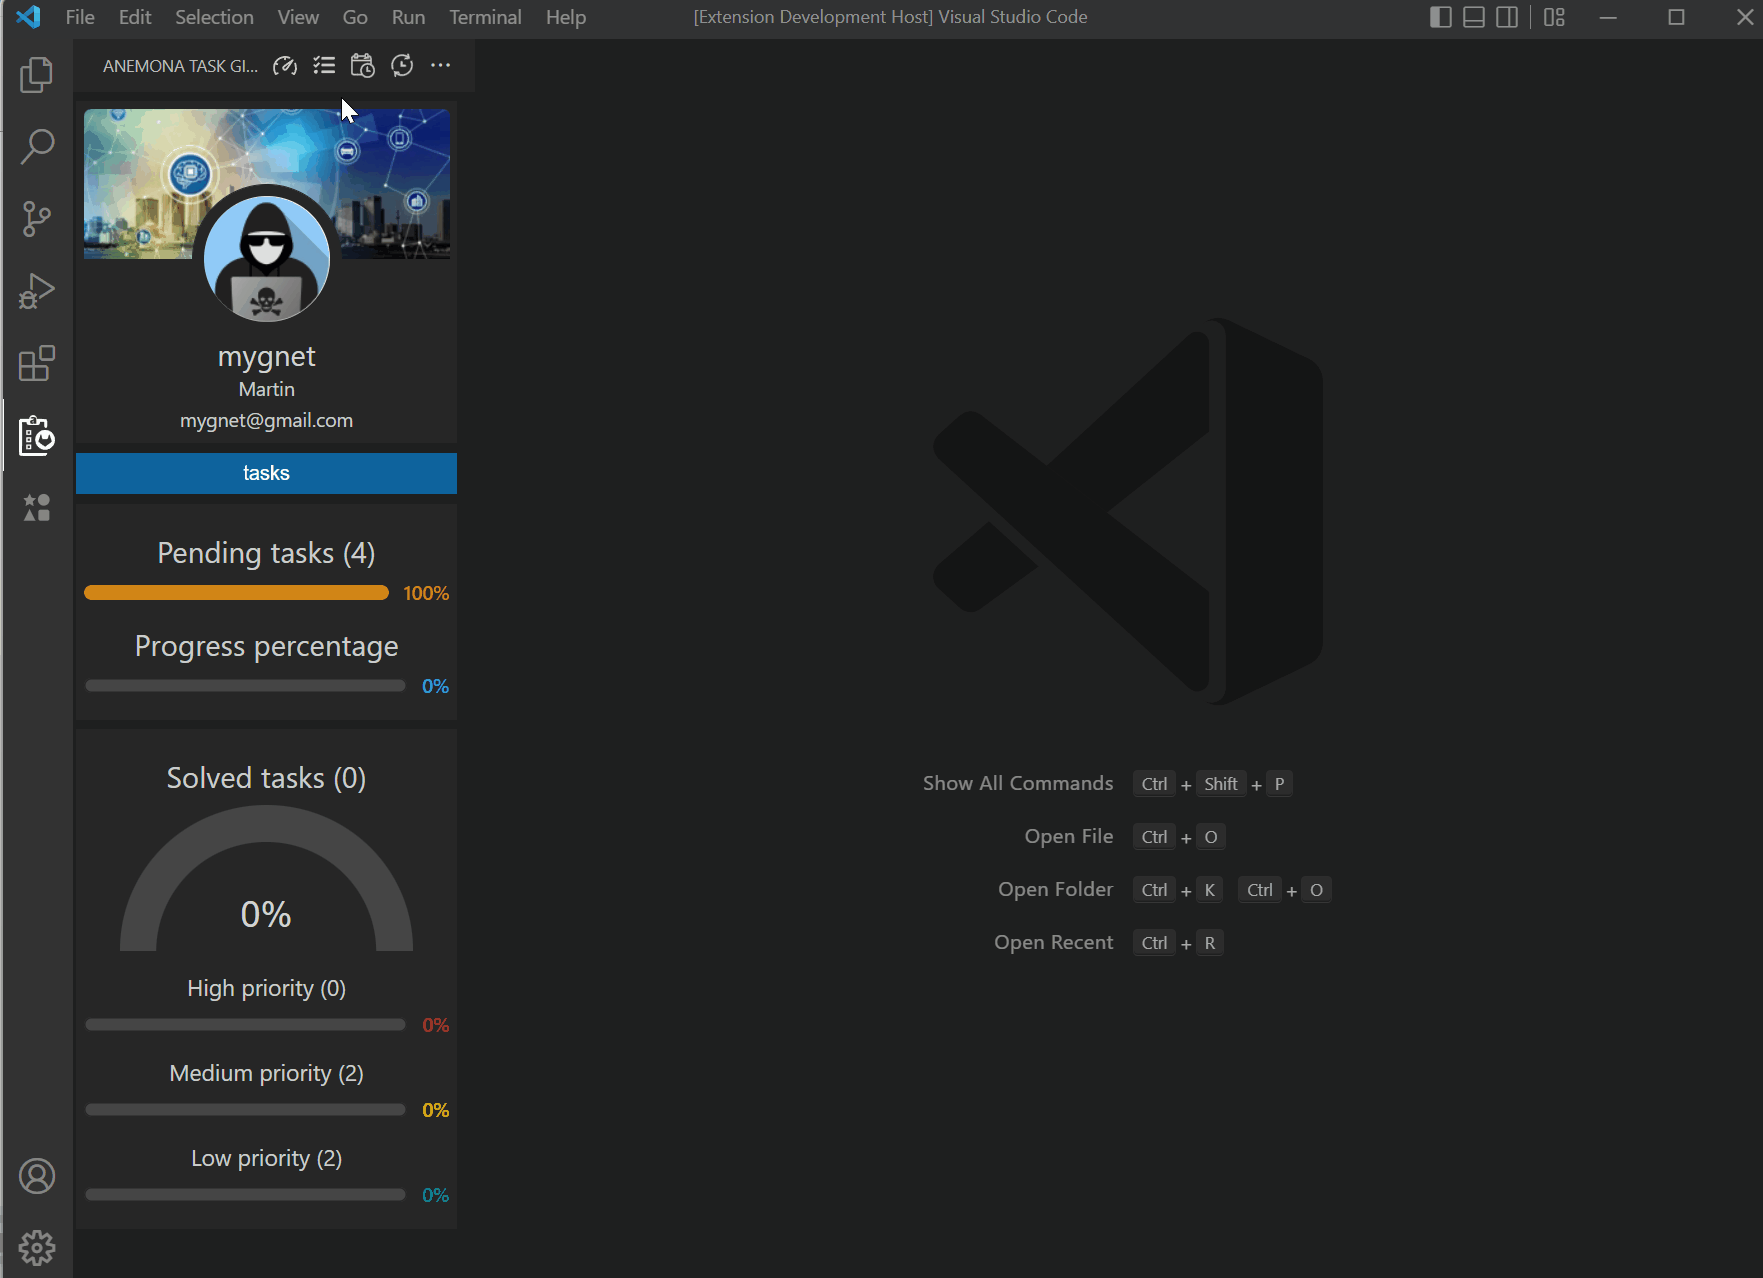 File Edit Selection View Go Run Terminal Help [Extension Development Host] Visual Studio Code
ANEMONA TASK GI...
mygnet
Martin
mygnet@gmail.com
tasks
Pending tasks (4)
100%
Progress percentage
0%
Solved tasks (0)
0%
High priority (0)
0%
Medium priority (2)
0%
Low priority (2)
0%
Show All Commands Ctrl + Shift + P
Open File Ctrl + O
Open Folder Ctrl + K Ctrl + O
Open Recent Ctrl + R